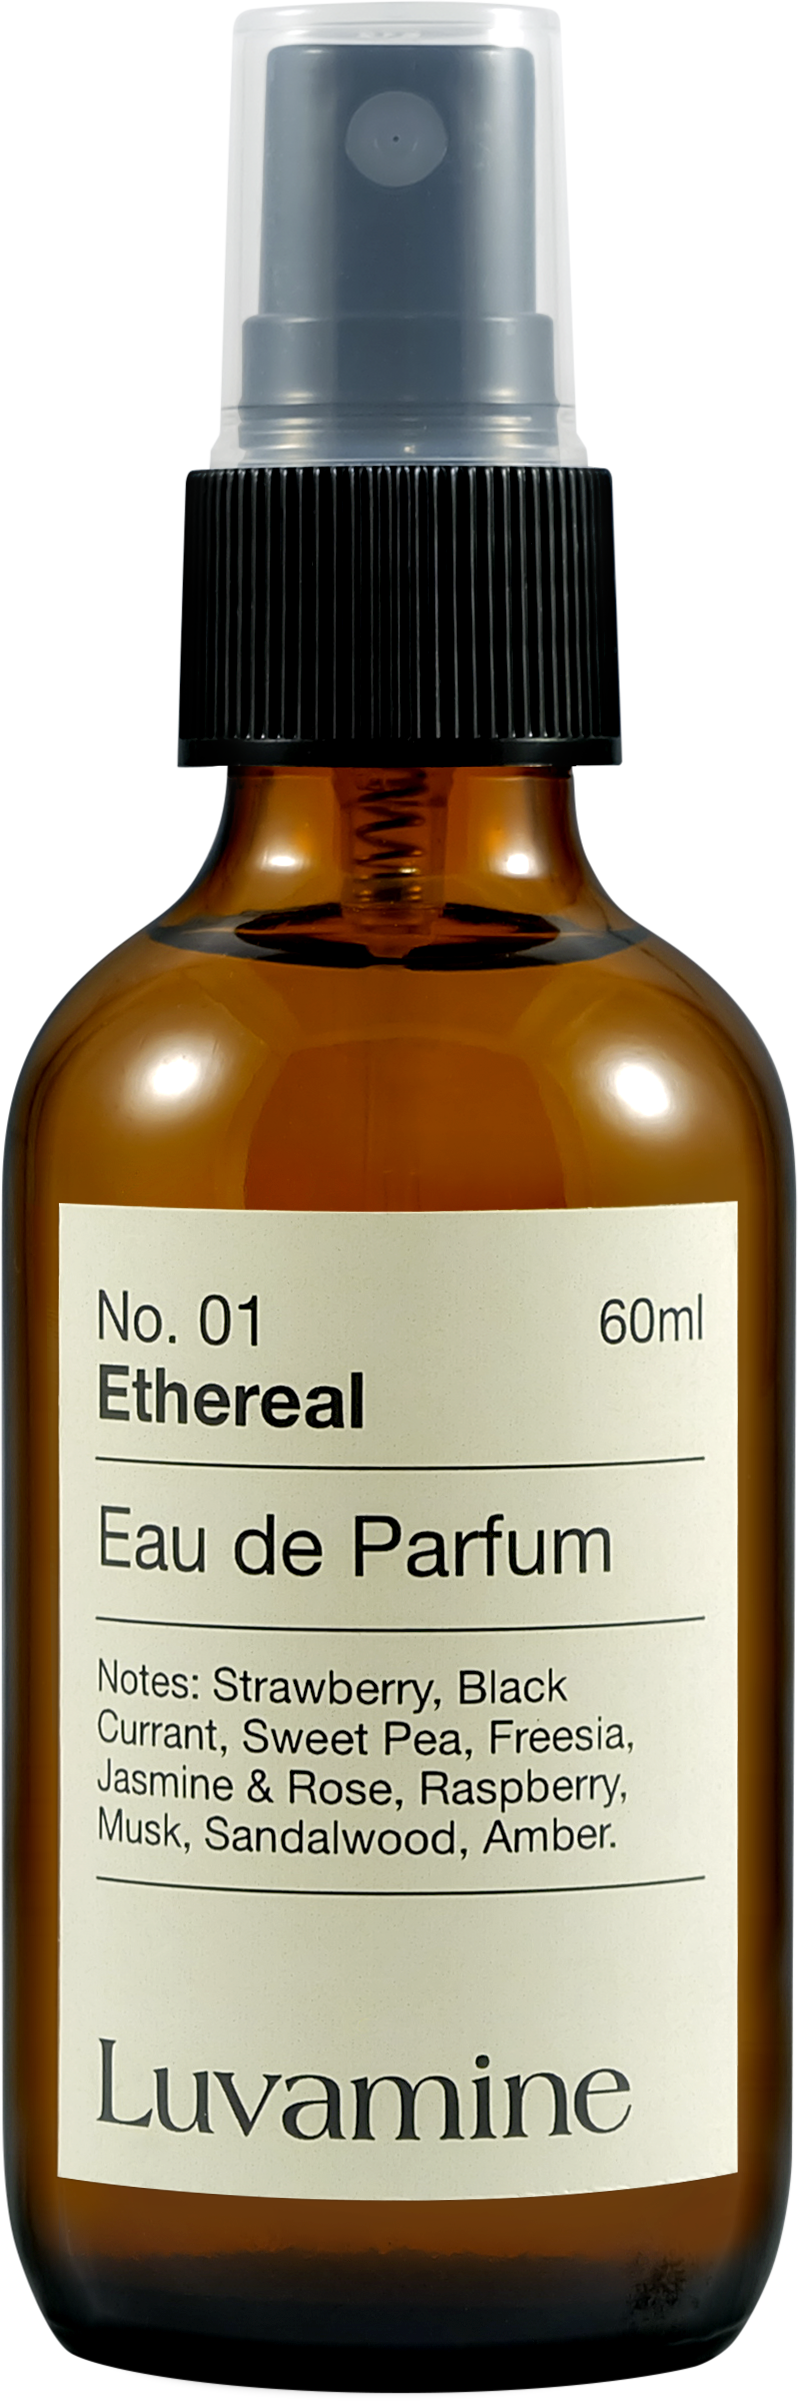 No. 01 60ml
Ethereal
Eau de Parfum
Notes: Strawberry, Black
Currant, Sweet Pea, Freesia,
Jasmine & Rose, Raspberry,
Musk, Sandalwood, Amber.
Luvamine